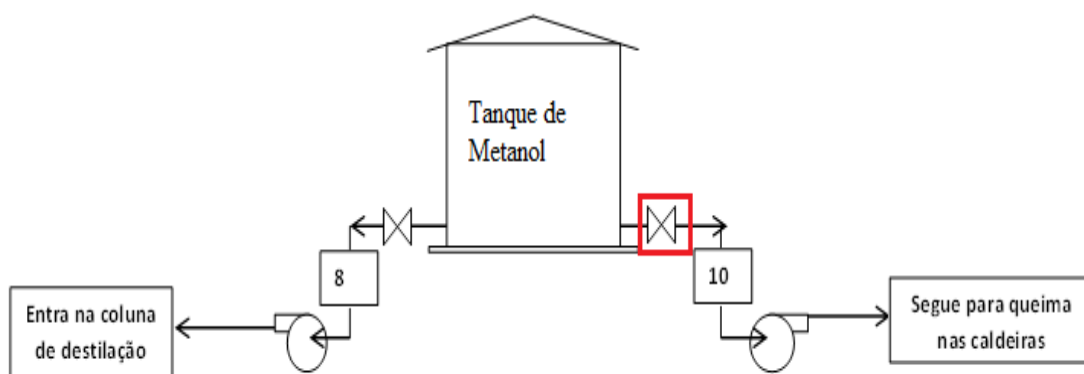 Tanque de
Metanol
8
10
Entra na coluna
de destilação
Segue para queima
nas caldeiras